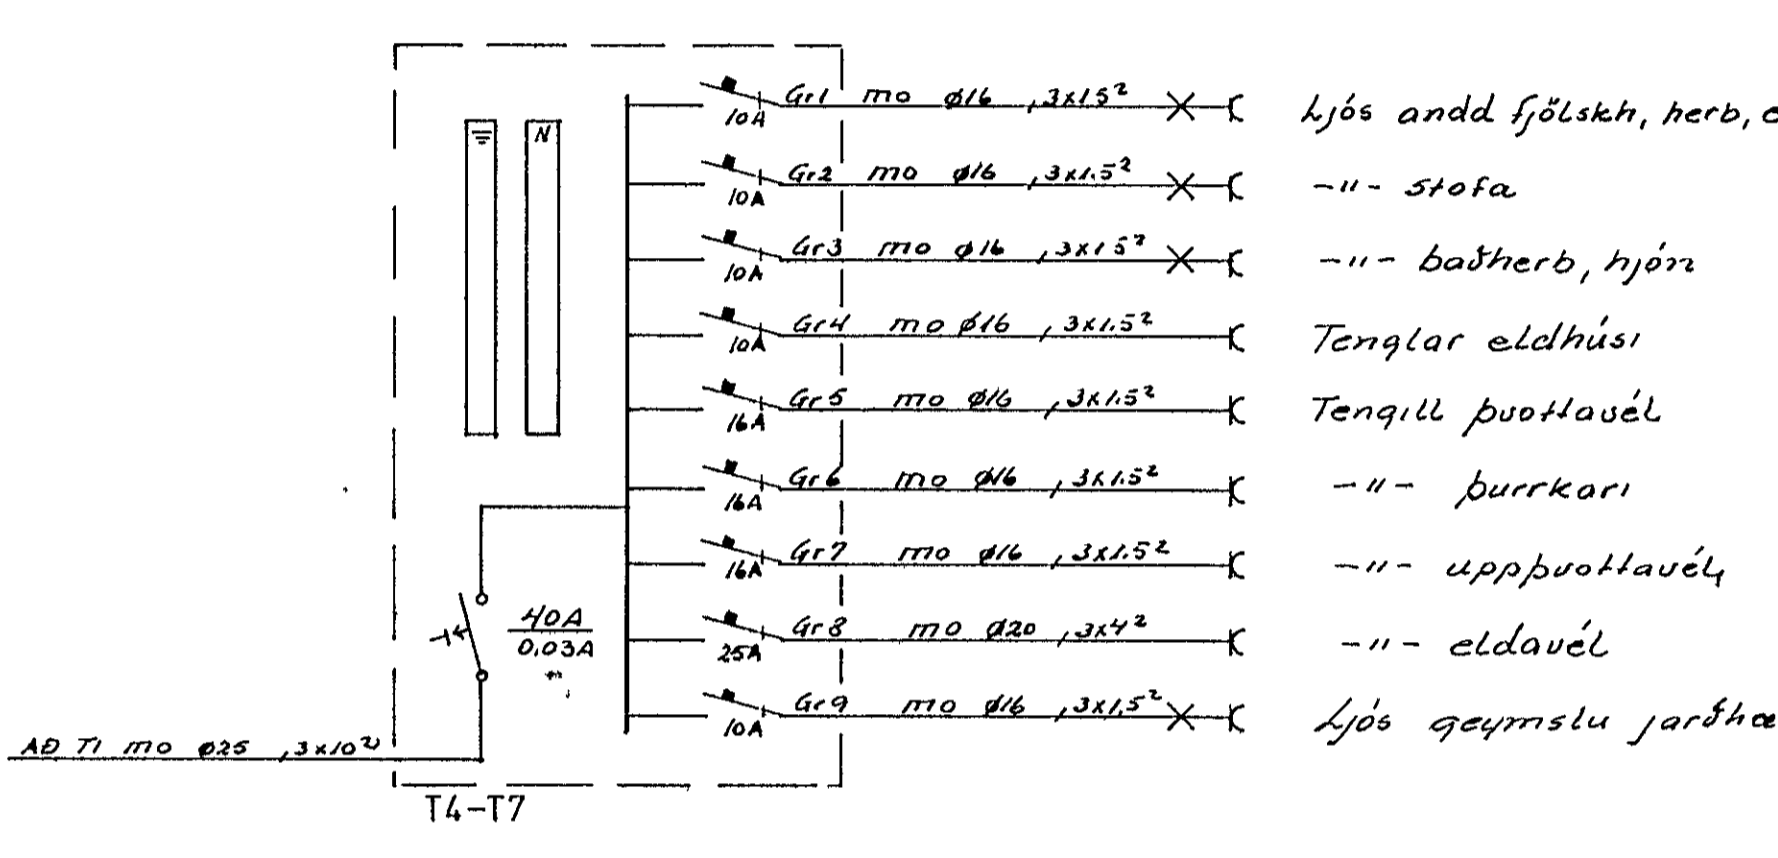 Gr1 mo ø16 ,3x1.5² Ljós andd fjölskh, herb, e
10A
N
Gr2 mo ø16 ,3x1.5² -"- stofa
10A
Gr3 mo ø16 ,3x1.5² -"- baðherb, hjón
10A
Gr4 mo ø16 ,3x1.5² Tenglar eldhúsi
10A
Gr5 mo ø16 ,3x1.5² Tengill þvottavél
16A
Gr6 mo ø16 ,3x1.5² -"- þurrkari
16A
Gr7 mo ø16 ,3x1.5² -"- uppþvottavél
16A
40A
0,03A
Gr8 mo ø20 ,3x4² -"- eldavél
25A
Gr9 mo ø16 ,3x1.5² Ljós geymslu jarðhæ
10A
AÐ T1 mo ø25 ,3x10²
T4-T7